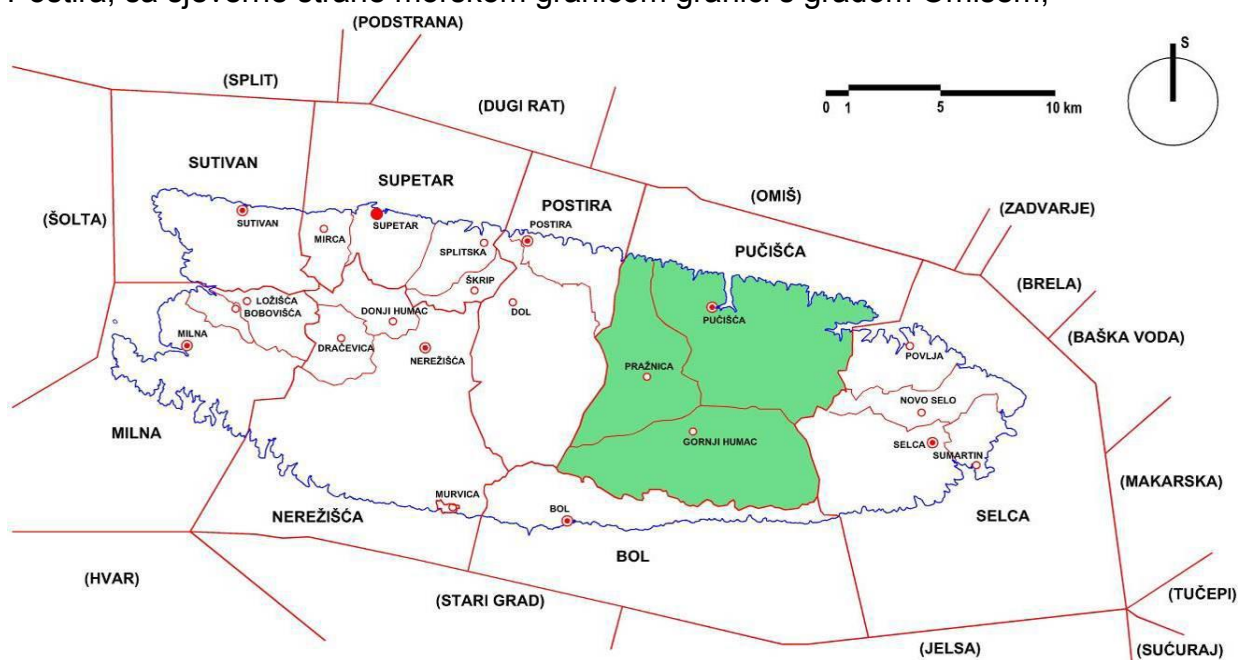 Postira, sa sjeverne strane morskom granicom graniči s gradom Omišem,
(PODSTRANA)
S
(SPLIT)
(DUGI RAT)
0 1 5 10 km
SUTIVAN
SUPETAR
(OMIŠ)
POSTIRA
(ZADVARJE)
(ŠOLTA)
SUTIVAN
SUPETAR
POSTIRA
MIRCA
SPLITSKA
PUČIŠĆA
(BRELA)
ŠKRIP
LOŽIŠĆA
BOBOVIŠĆA
DONJI HUMAC
DOL
PUČIŠĆA
(BAŠKA VODA)
MILNA
DRAČEVICA
NEREŽIŠĆA
POVLJA
PRAŽNICA
NOVO SELO
MILNA
GORNJI HUMAC
SELCA
SUMARTIN
(MAKARSKA)
MURVICA
BOL
NEREŽIŠĆA
SELCA
BOL
(HVAR)
(STARI GRAD)
(TUČEPI)
(JELSA)
(SUĆURAJ)